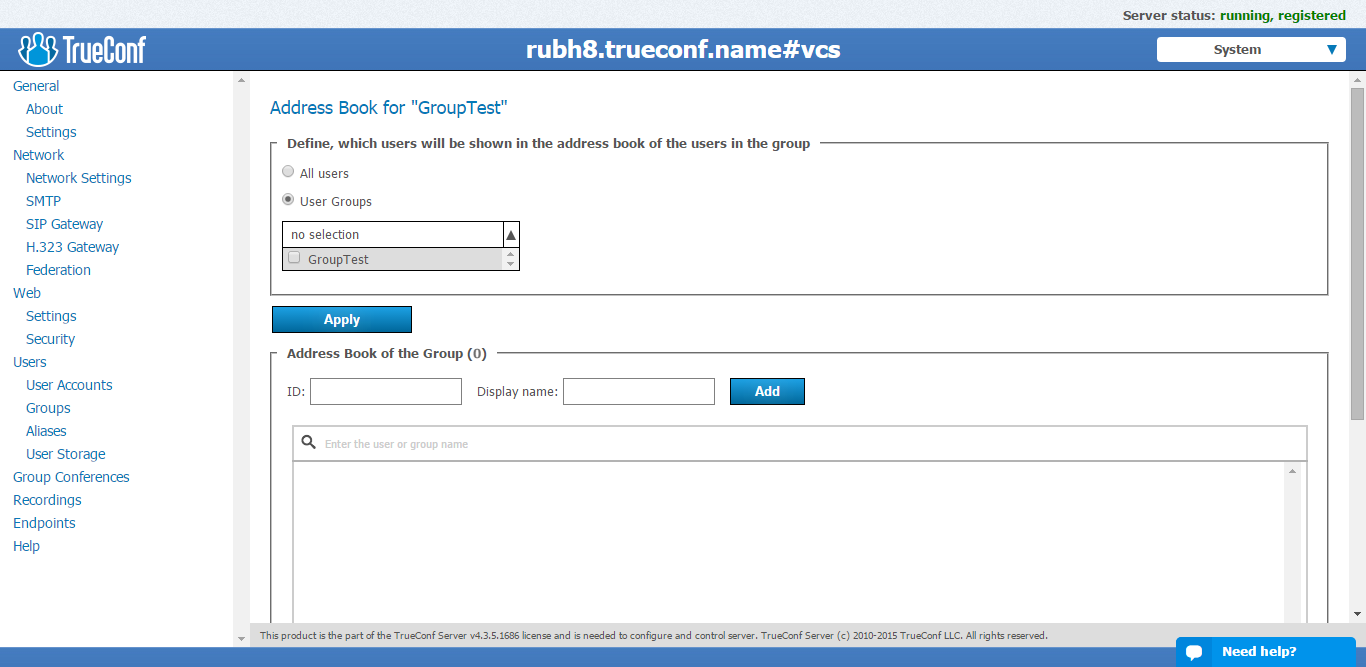 Server status: running, registered
TrueConf
rubh8.trueconf.name#vcs
System
General
About
Settings
Network
Network Settings
SMTP
SIP Gateway
H.323 Gateway
Federation
Web
Settings
Security
Users
User Accounts
Groups
Aliases
User Storage
Group Conferences
Recordings
Endpoints
Help
Address Book for "GroupTest"
Define, which users will be shown in the address book of the users in the group
All users
User Groups
no selection
GroupTest
Apply
Address Book of the Group (0)
ID: Display name: Add
Enter the user or group name
This product is the part of the TrueConf Server v4.3.5.1686 license and is needed to configure and control server. TrueConf Server (c) 2010-2015 TrueConf LLC. All rights reserved.
Need help?